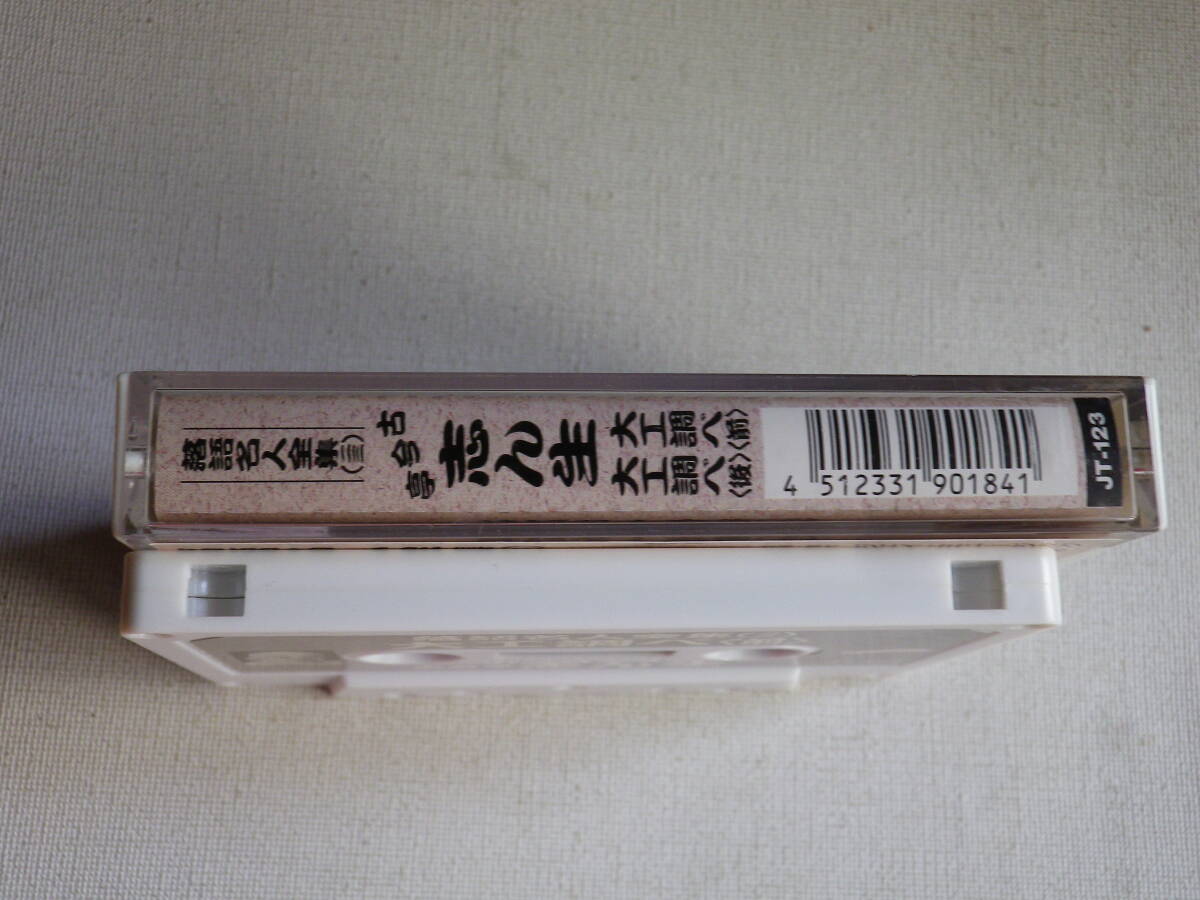 落語名人全集〈三〉
古今亭
志ん生
大工調べ〈前〉
大工調べ〈後〉
4 512331 901841
JT-123